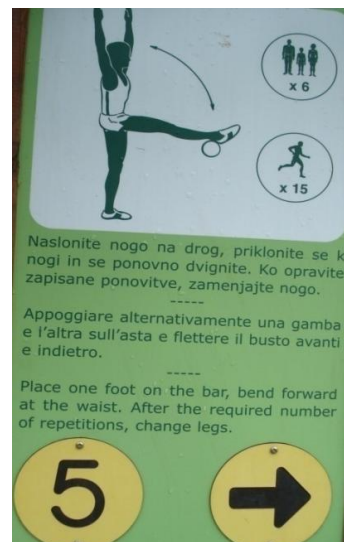 x 6
x 15
Naslonite nogo na drog, priklonite se k
nogi in se ponovno dvignite. Ko opravite
zapisane ponovitve, zamenjajte nogo.
-----
Appoggiare alternativamente una gamba
e l'altra sull'asta e flettere il busto avanti
e indietro.
-----
Place one foot on the bar, bend forward
at the waist. After the required number
of repetitions, change legs.
5